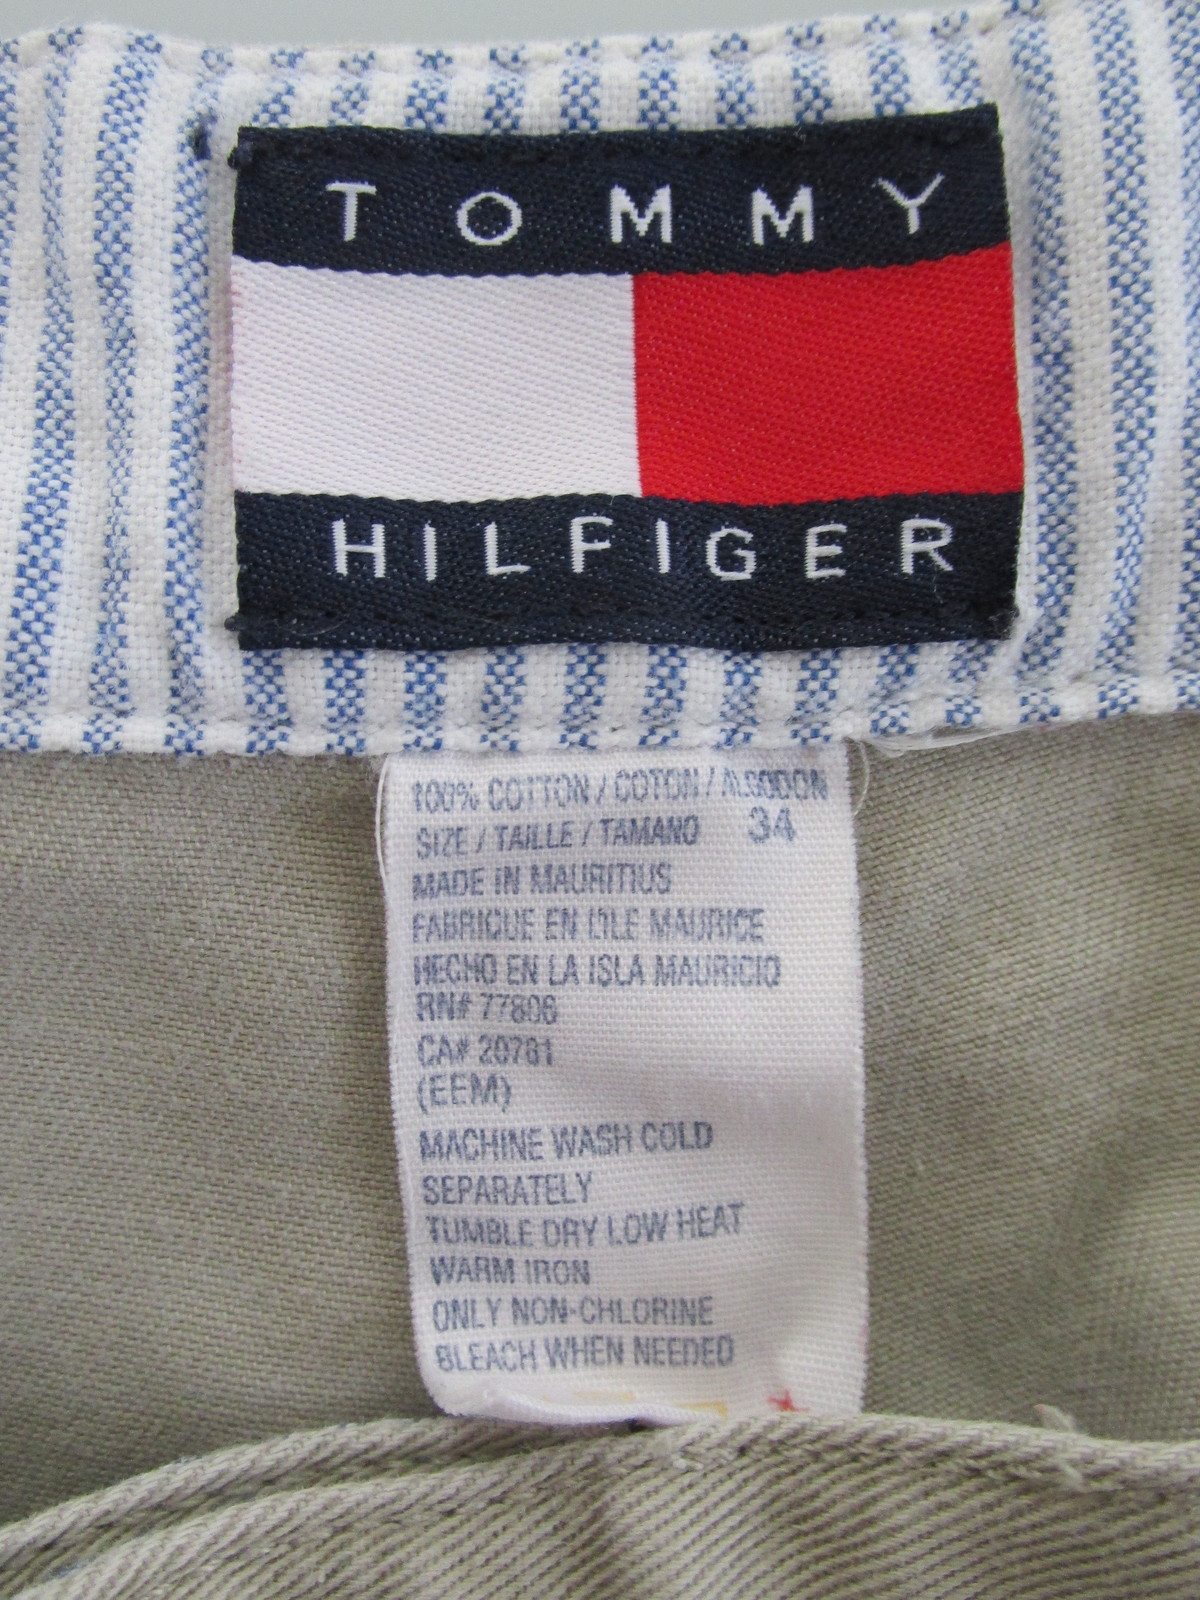 TOMMY
HILFIGER
100% COTTON / COTON / ALGODON
SIZE / TAILLE / TAMANO 34
MADE IN MAURITIUS
FABRIQUE EN L'ILE MAURICE
HECHO EN LA ISLA MAURICIO
RN# 77806
CA# 20781
(EEM)
MACHINE WASH COLD
SEPARATELY
TUMBLE DRY LOW HEAT
WARM IRON
ONLY NON-CHLORINE
BLEACH WHEN NEEDED